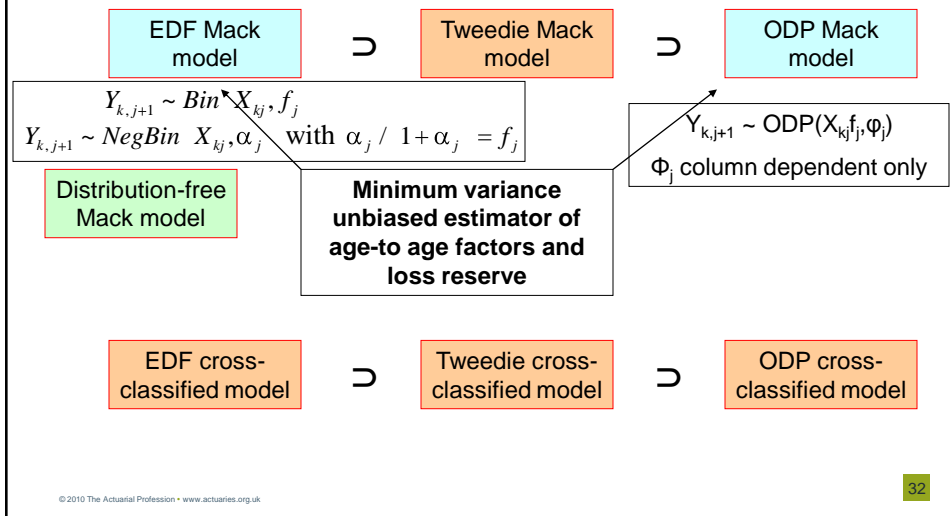 EDF Mack model ⊃ Tweedie Mack model ⊃ ODP Mack model
Y_{k,j+1} ~ Bin X_{kj}, f_j
Y_{k,j+1} ~ NegBin X_{kj}, α_j with α_j / 1 + α_j = f_j
Y_{k,j+1} ~ ODP(X_{kj}f_j,φ_j)
Φ_j column dependent only
Distribution-free
Mack model
Minimum variance
unbiased estimator of
age-to age factors and
loss reserve
EDF cross-classified model ⊃ Tweedie cross-classified model ⊃ ODP cross-classified model
© 2010 The Actuarial Profession • www.actuaries.org.uk
32